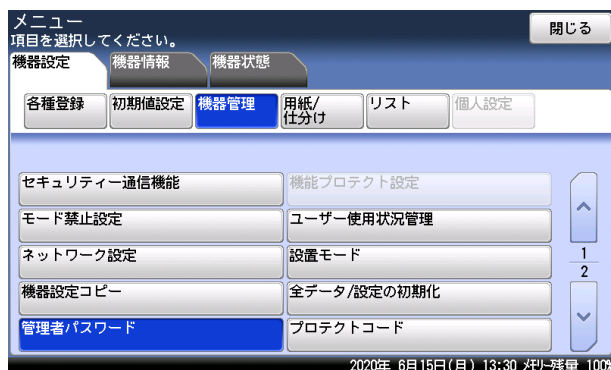 メニュー
項目を選択してください。
閉じる
機器設定
機器情報
機器状態
各種登録
初期値設定
機器管理
用紙/
仕分け
リスト
個人設定
セキュリティー通信機能
機能プロテクト設定
モード禁止設定
ユーザー使用状況管理
ネットワーク設定
設置モード
1
2
機器設定コピー
全データ/設定の初期化
管理者パスワード
プロテクトコード
2020年 6月15日(月) 13:30 ﾒﾓﾘｰ残量 100%